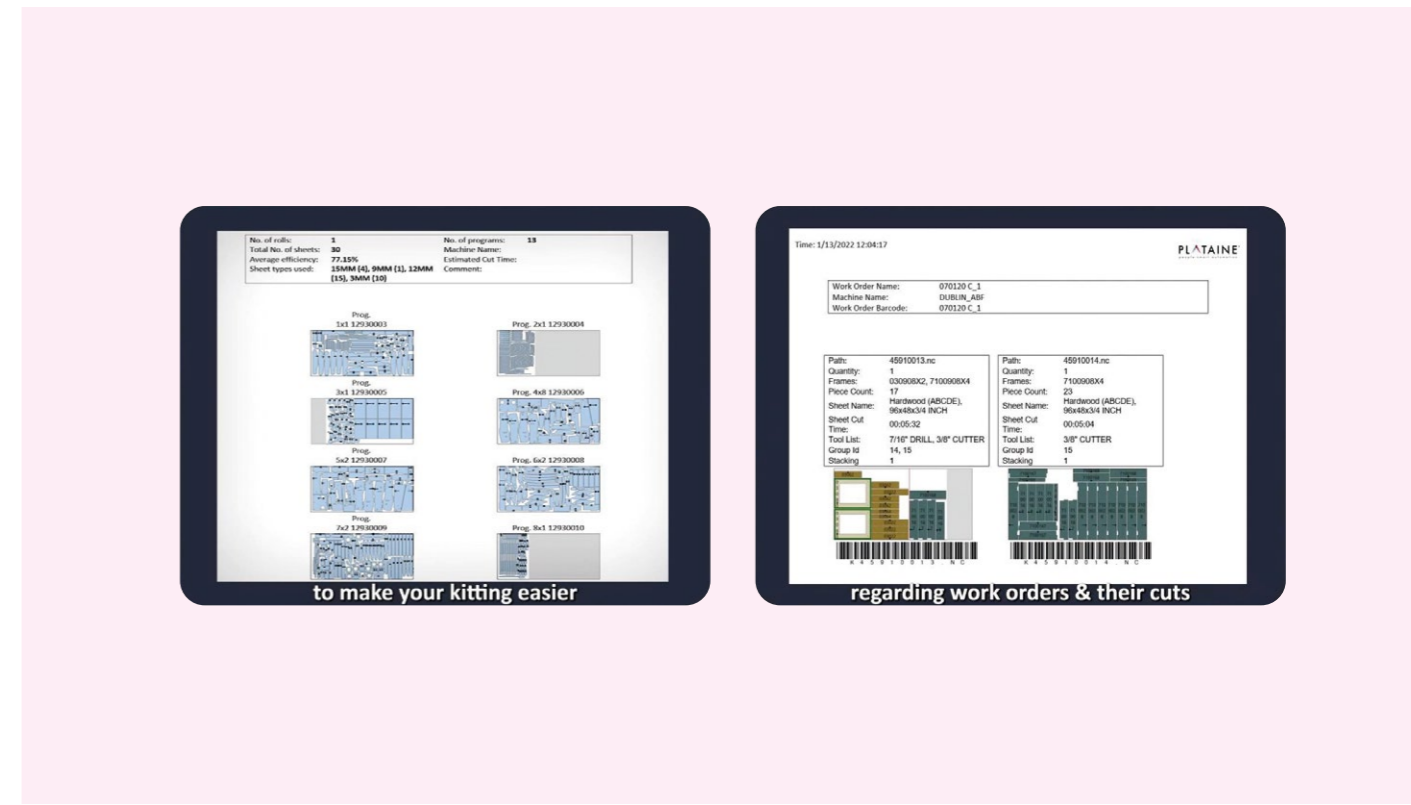 No. of rolls: 1
Total No. of sheets: 30
Average efficiency: 77.15%
Sheet types used: 15MM (4), 9MM (1), 12MM
(15), 3MM (10)
No. of programs: 13
Machine Name:
Estimated Cut Time:
Comment:
Prog.
1x1 12930003
Prog. 2x1 12930004
Prog.
3x1 12930005
Prog. 4x8 12930006
Prog.
5x2 12930007
Prog. 6x2 12930008
Prog.
7x2 12930009
Prog. 8x1 12930010
to make your kitting easier
Time: 1/13/2022 12:04:17
PLATAINE
Work Order Name: 070120 C_1
Machine Name: DUBLIN_ABF
Work Order Barcode: 070120 C_1
Path: 45910013.nc
Quantity: 1
Frames: 030908X2, 7100908X4
Piece Count: 17
Sheet Name: Hardwood (ABCDE),
96x48x3/4 INCH
Sheet Cut
Time: 00:05:32
Tool List: 7/16" DRILL, 3/8" CUTTER
Group Id 14, 15
Stacking 1
K45910013.NC
Path: 45910014.nc
Quantity: 1
Frames: 7100908X4
Piece Count: 23
Sheet Name: Hardwood (ABCDE),
96x48x3/4 INCH
Sheet Cut
Time: 00:05:04
Tool List: 3/8" CUTTER
Group Id 15
Stacking 1
K45910014.NC
regarding work orders & their cuts